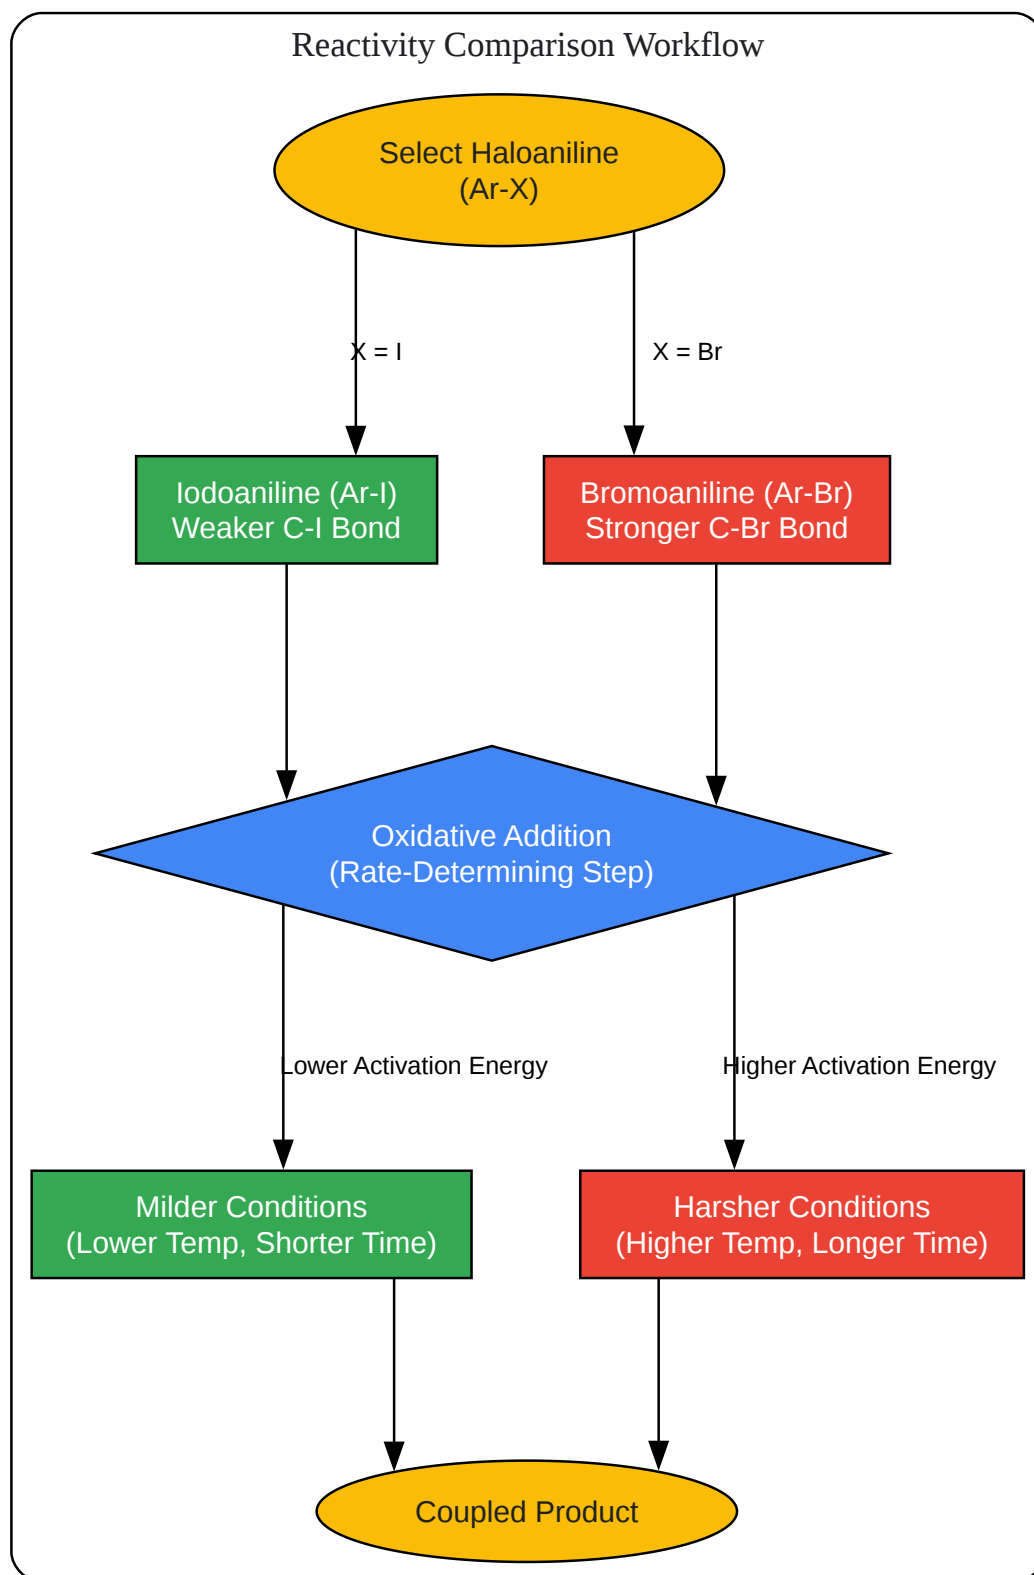 Reactivity Comparison Workflow
Select Haloaniline
(Ar-X)
X = I
X = Br
Iodoaniline (Ar-I)
Weaker C-I Bond
Bromoaniline (Ar-Br)
Stronger C-Br Bond
Oxidative Addition
(Rate-Determining Step)
Lower Activation Energy
Higher Activation Energy
Milder Conditions
(Lower Temp, Shorter Time)
Harsher Conditions
(Higher Temp, Longer Time)
Coupled Product